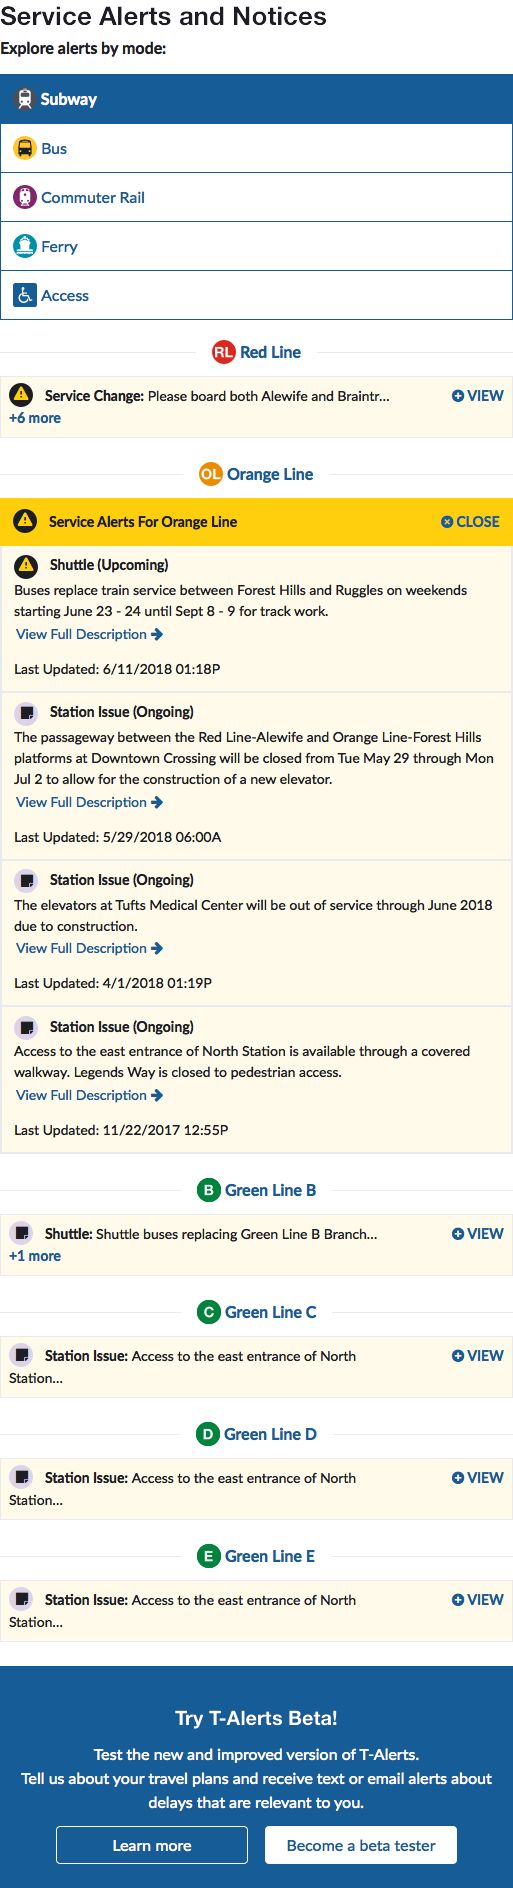 Service Alerts and Notices
Explore alerts by mode:
Subway
Bus
Commuter Rail
Ferry
Access
RL Red Line
Service Change: Please board both Alewife and Braintr... VIEW
+6 more
OL Orange Line
Service Alerts For Orange Line CLOSE
Shuttle (Upcoming)
Buses replace train service between Forest Hills and Ruggles on weekends
starting June 23 - 24 until Sept 8 - 9 for track work.
View Full Description
Last Updated: 6/11/2018 01:18P
Station Issue (Ongoing)
The passageway between the Red Line-Alewife and Orange Line-Forest Hills
platforms at Downtown Crossing will be closed from Tue May 29 through Mon
Jul 2 to allow for the construction of a new elevator.
View Full Description
Last Updated: 5/29/2018 06:00A
Station Issue (Ongoing)
The elevators at Tufts Medical Center will be out of service through June 2018
due to construction.
View Full Description
Last Updated: 4/1/2018 01:19P
Station Issue (Ongoing)
Access to the east entrance of North Station is available through a covered
walkway. Legends Way is closed to pedestrian access.
View Full Description
Last Updated: 11/22/2017 12:55P
B Green Line B
Shuttle: Shuttle buses replacing Green Line B Branch... VIEW
+1 more
C Green Line C
Station Issue: Access to the east entrance of North VIEW
Station...
D Green Line D
Station Issue: Access to the east entrance of North VIEW
Station...
E Green Line E
Station Issue: Access to the east entrance of North VIEW
Station...
Try T-Alerts Beta!
Test the new and improved version of T-Alerts.
Tell us about your travel plans and receive text or email alerts about
delays that are relevant to you.
Learn more Become a beta tester